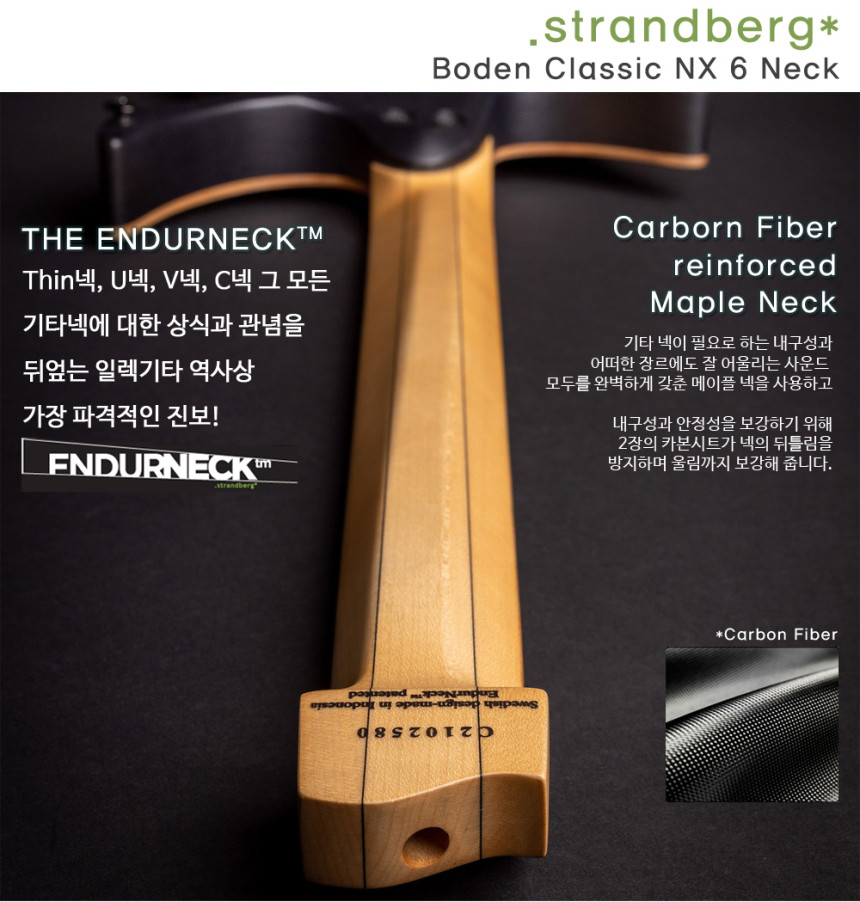 .strandberg*
Boden Classic NX 6 Neck
THE ENDURNECK™
Thin넥, U넥, V넥, C넥 그 모든
기타넥에 대한 상식과 관념을
뒤엎는 일렉기타 역사상
가장 파격적인 진보!
ENDURNECK™
.strandberg*
Carborn Fiber
reinforced
Maple Neck
기타 넥이 필요로 하는 내구성과
어떠한 장르에도 잘 어울리는 사운드
모두를 완벽하게 갖춘 메이플 넥을 사용하고
내구성과 안정성을 보강하기 위해
2장의 카본시트가 넥의 뒤틀림을
방지하며 울림까지 보강해 줍니다.
*Carbon Fiber
C2102580
Swedish design-made in Indonesia
EndurNeck™ patented